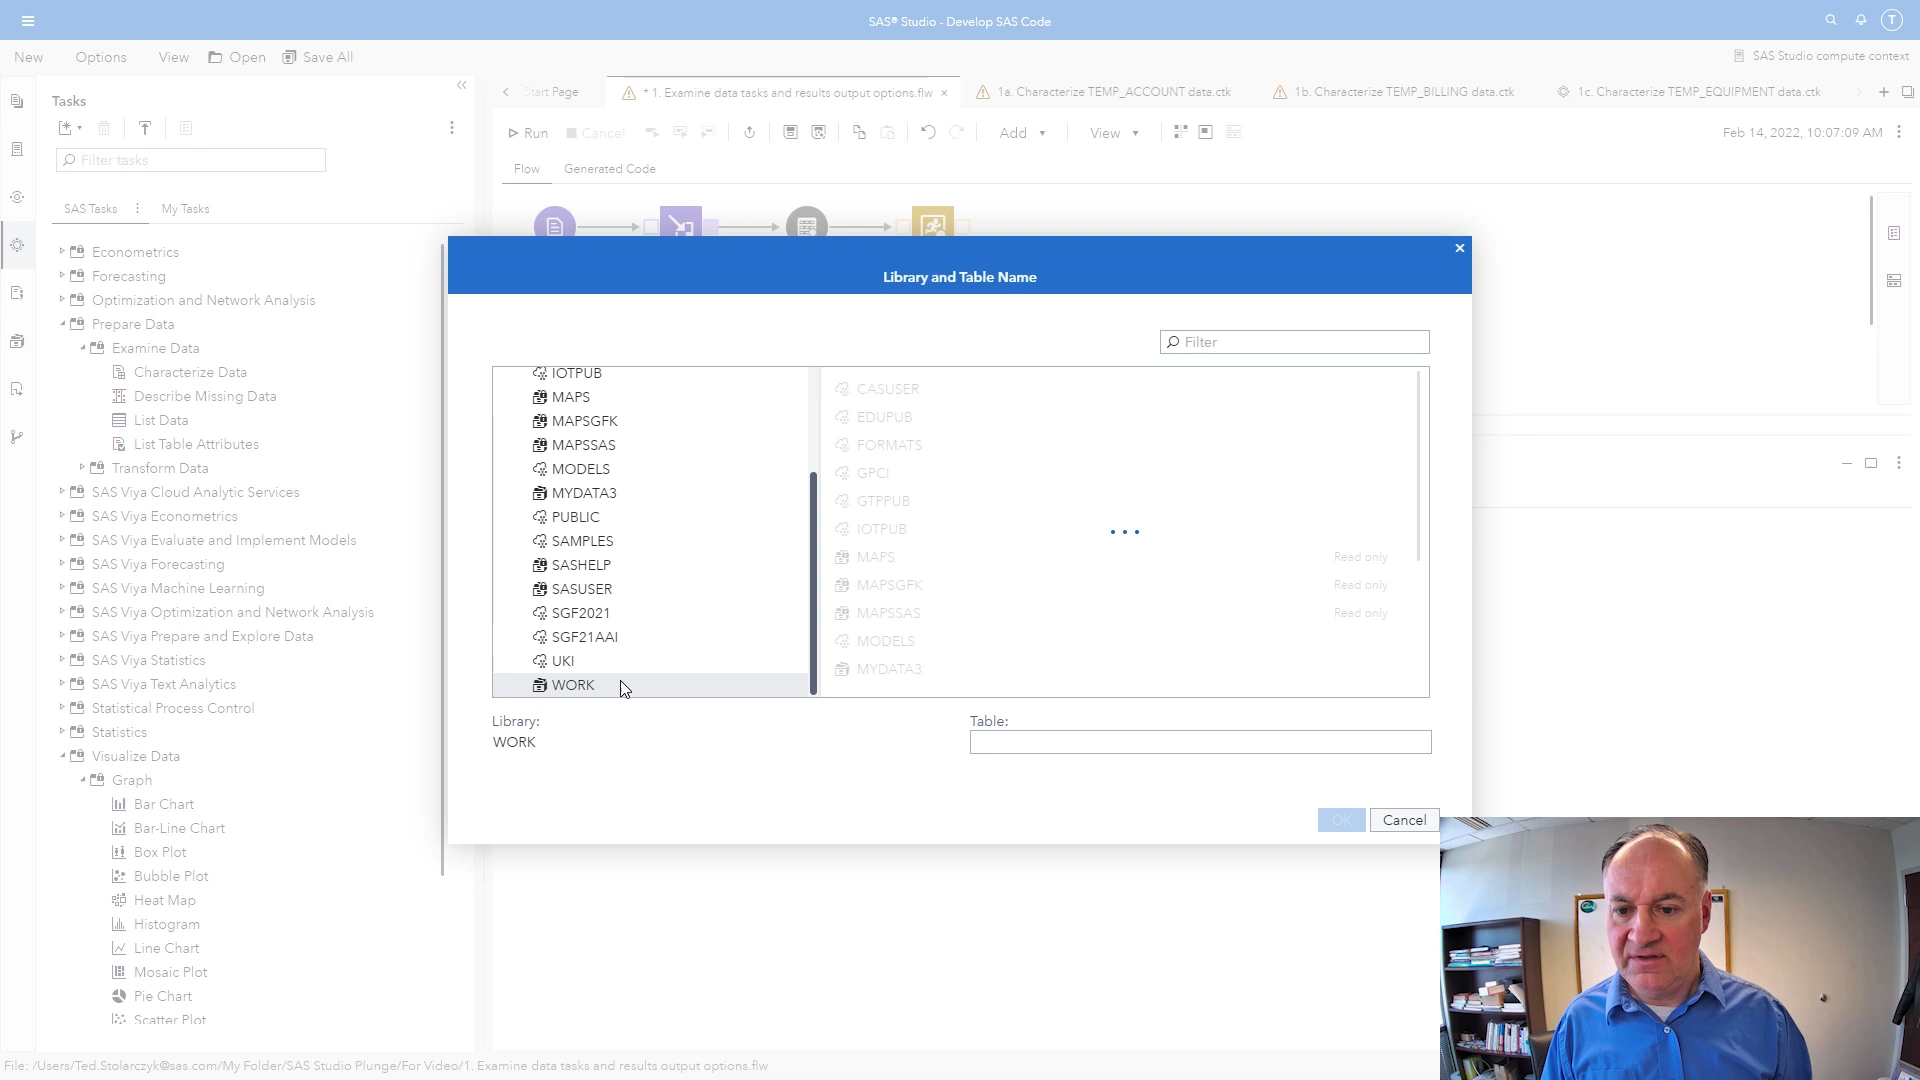 SAS® Studio - Develop SAS Code
T
New
Options
View
Open
Save All
SAS Studio compute context
Tasks
Filter tasks
SAS Tasks
My Tasks
Econometrics
Forecasting
Optimization and Network Analysis
Prepare Data
Examine Data
Characterize Data
Describe Missing Data
List Data
List Table Attributes
Transform Data
SAS Viya Cloud Analytic Services
SAS Viya Econometrics
SAS Viya Evaluate and Implement Models
SAS Viya Forecasting
SAS Viya Machine Learning
SAS Viya Optimization and Network Analysis
SAS Viya Prepare and Explore Data
SAS Viya Statistics
SAS Viya Text Analytics
Statistical Process Control
Statistics
Visualize Data
Graph
Bar Chart
Bar-Line Chart
Box Plot
Bubble Plot
Heat Map
Histogram
Line Chart
Mosaic Plot
Pie Chart
Scatter Plot
Start Page
* 1. Examine data tasks and results output options.flw
1a. Characterize TEMP_ACCOUNT data.ctk
1b. Characterize TEMP_BILLING data.ctk
1c. Characterize TEMP_EQUIPMENT data.ctk
Run
Cancel
Add
View
Feb 14, 2022, 10:07:09 AM
Flow
Generated Code
Library and Table Name
Filter
IOTPUB
MAPS
MAPSGFK
MAPSSAS
MODELS
MYDATA3
PUBLIC
SAMPLES
SASHELP
SASUSER
SGF2021
SGF21AAI
UKI
WORK
CASUSER
EDUPUB
FORMATS
GPCI
GTPPUB
IOTPUB
MAPS Read only
MAPSGFK Read only
MAPSSAS Read only
MODELS
MYDATA3
Library:
WORK
Table:
OK
Cancel
File: /Users/Ted.Stolarczyk@sas.com/My Folder/SAS Studio Plunge/For Video/1. Examine data tasks and results output options.flw